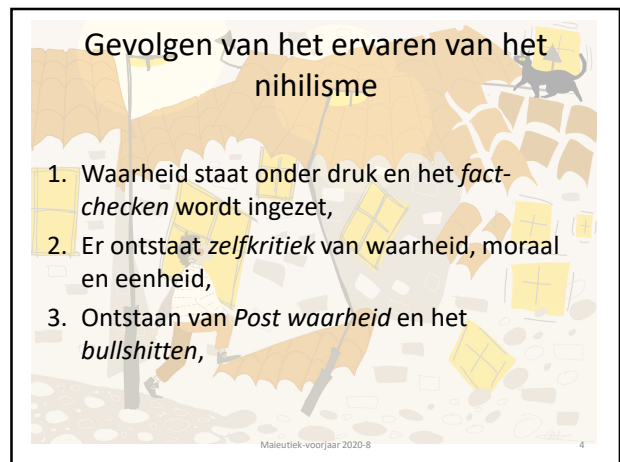 Gevolgen van het ervaren van het
nihilisme
1. Waarheid staat onder druk en het fact-
checken wordt ingezet,
2. Er ontstaat zelfkritiek van waarheid, moraal
en eenheid,
3. Ontstaan van Post waarheid en het
bullshitten,
Maieutiek-voorjaar 2020-8
4